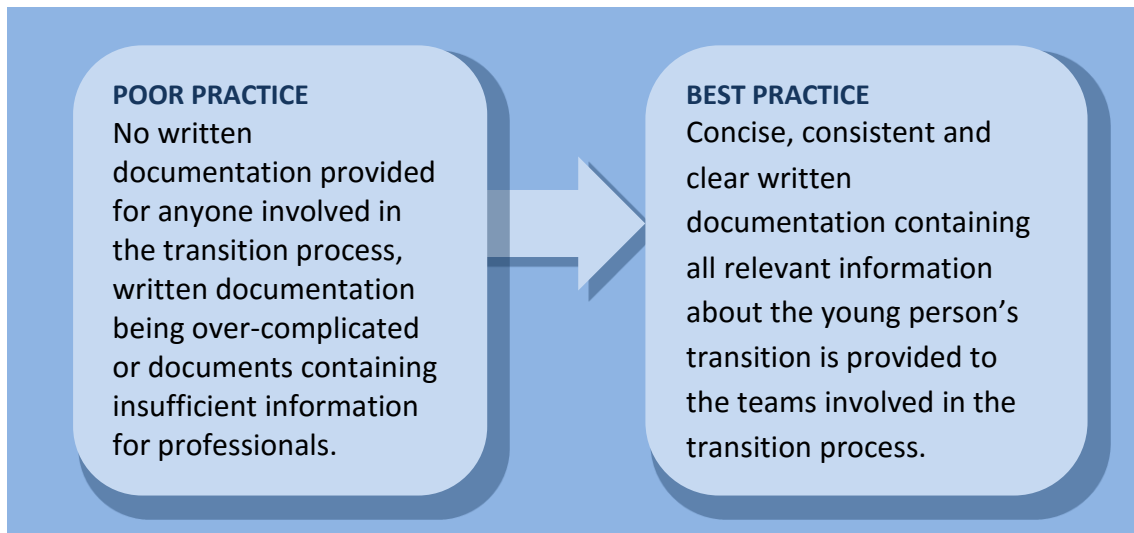 POOR PRACTICE
No written
documentation provided
for anyone involved in
the transition process,
written documentation
being over-complicated
or documents containing
insufficient information
for professionals.
BEST PRACTICE
Concise, consistent and
clear written
documentation containing
all relevant information
about the young person’s
transition is provided to
the teams involved in the
transition process.